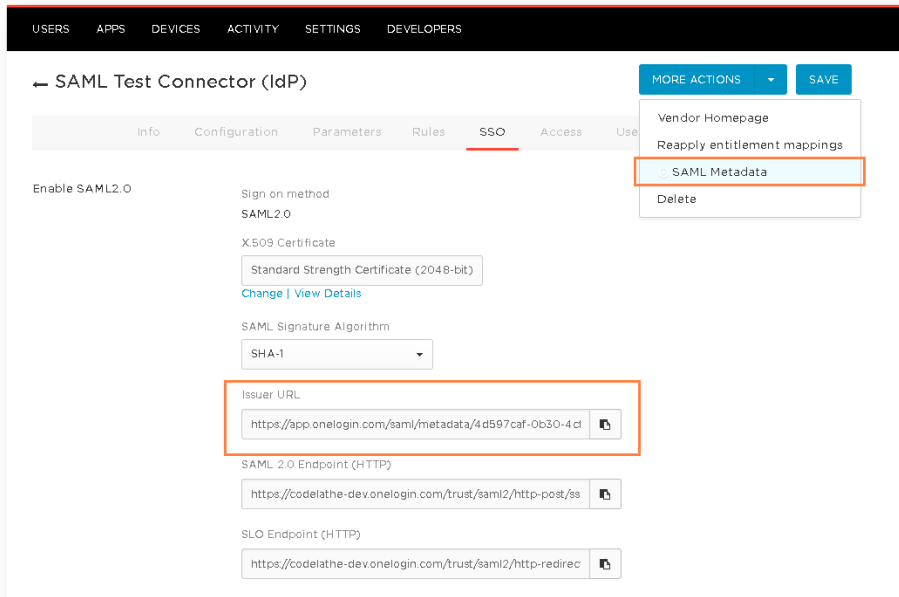 USERS APPS DEVICES ACTIVITY SETTINGS DEVELOPERS
← SAML Test Connector (IdP)
MORE ACTIONS SAVE
Vendor Homepage
Reapply entitlement mappings
SAML Metadata
Delete
Info Configuration Parameters Rules SSO Access Use
Enable SAML2.0
Sign on method
SAML2.0
X.509 Certificate
Standard Strength Certificate (2048-bit)
Change | View Details
SAML Signature Algorithm
SHA-1
Issuer URL
https://app.onelogin.com/saml/metadata/4d597caf-0b30-4cf
SAML 2.0 Endpoint (HTTP)
https://codelathe-dev.onelogin.com/trust/saml2/http-post/ss
SLO Endpoint (HTTP)
https://codelathe-dev.onelogin.com/trust/saml2/http-redirec